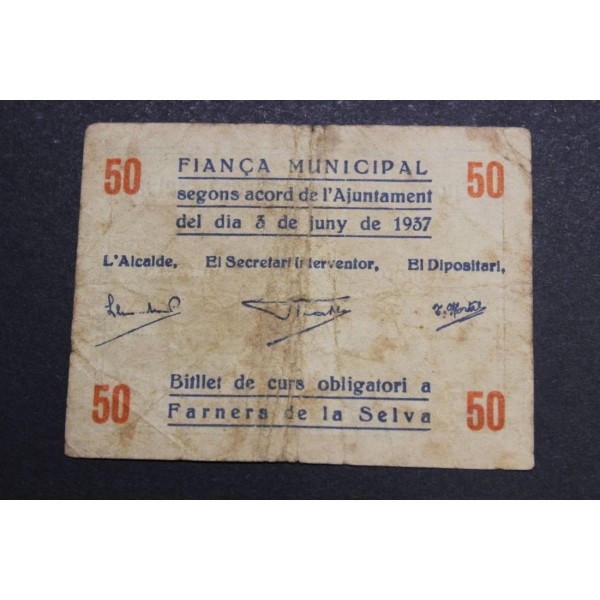 50 FIANÇA MUNICIPAL 50
segons acord de l'Ajuntament
del dia 3 de juny de 1937
L'Alcalde, El Secretari Interventor, El Dipositari,
50 Bitllet de curs obligatori a 50
Farners de la Selva